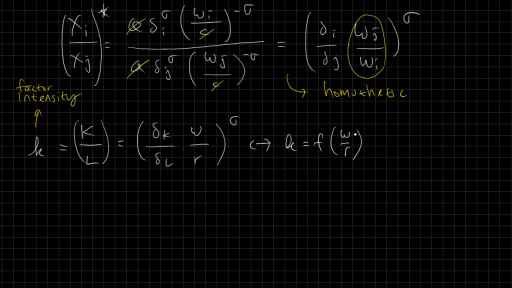 (Xi/Xj)* = Q δi^σ (wi/c)^-σ / Q δj^σ (wj/c)^-σ = (δi/δj wj/wi)^σ
↳ homothetic
factor
intensity
k = (K/L) = (δK/δL w/r)^σ ↔ k = f(w/r)